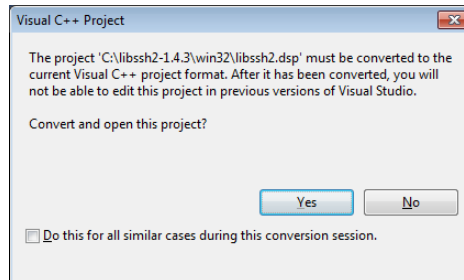 Visual C++ Project
The project 'C:\libssh2-1.4.3\win32\libssh2.dsp' must be converted to the
current Visual C++ project format. After it has been converted, you will
not be able to edit this project in previous versions of Visual Studio.
Convert and open this project?
Yes No
Do this for all similar cases during this conversion session.